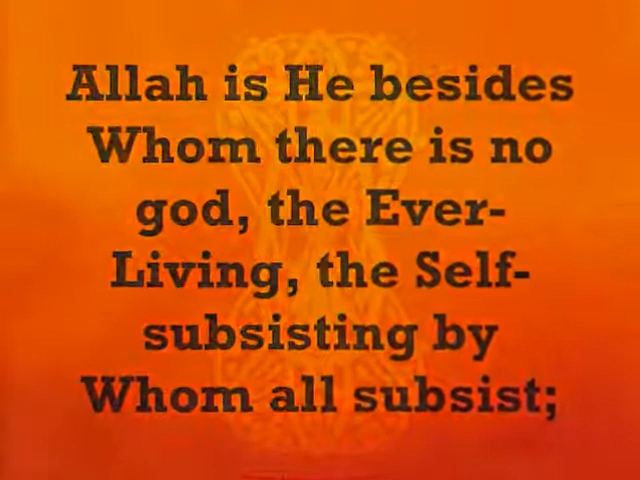 Allah is He besides
Whom there is no
god, the Ever-
Living, the Self-
subsisting by
Whom all subsist;